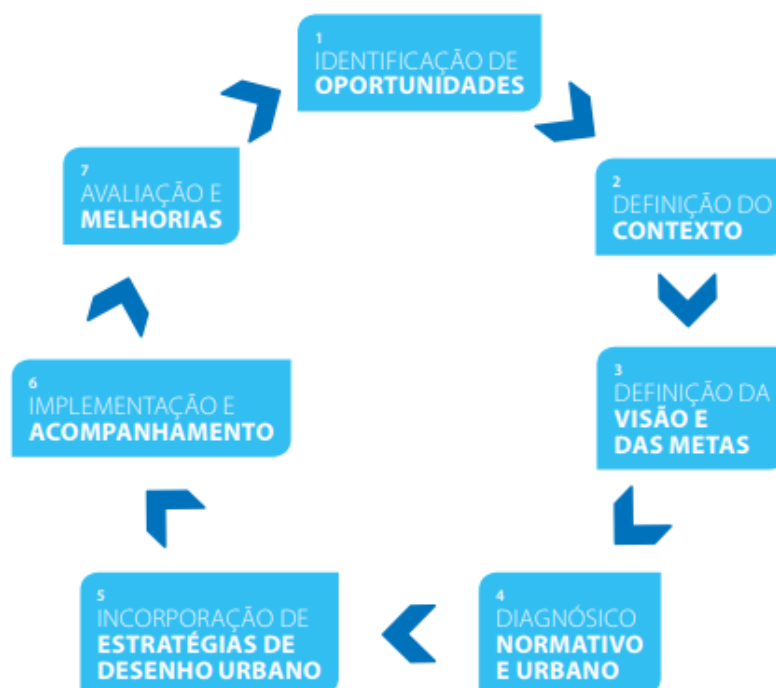 1
IDENTIFICAÇÃO DE
OPORTUNIDADES
2
DEFINIÇÃO DO
CONTEXTO
3
DEFINIÇÃO DA
VISÃO E
DAS METAS
4
DIAGNÓSICO
NORMATIVO
E URBANO
5
INCORPORAÇÃO DE
ESTRATÉGIAS DE
DESENHO URBANO
6
IMPLEMENTAÇÃO E
ACOMPANHAMENTO
7
AVALIAÇÃO E
MELHORIAS